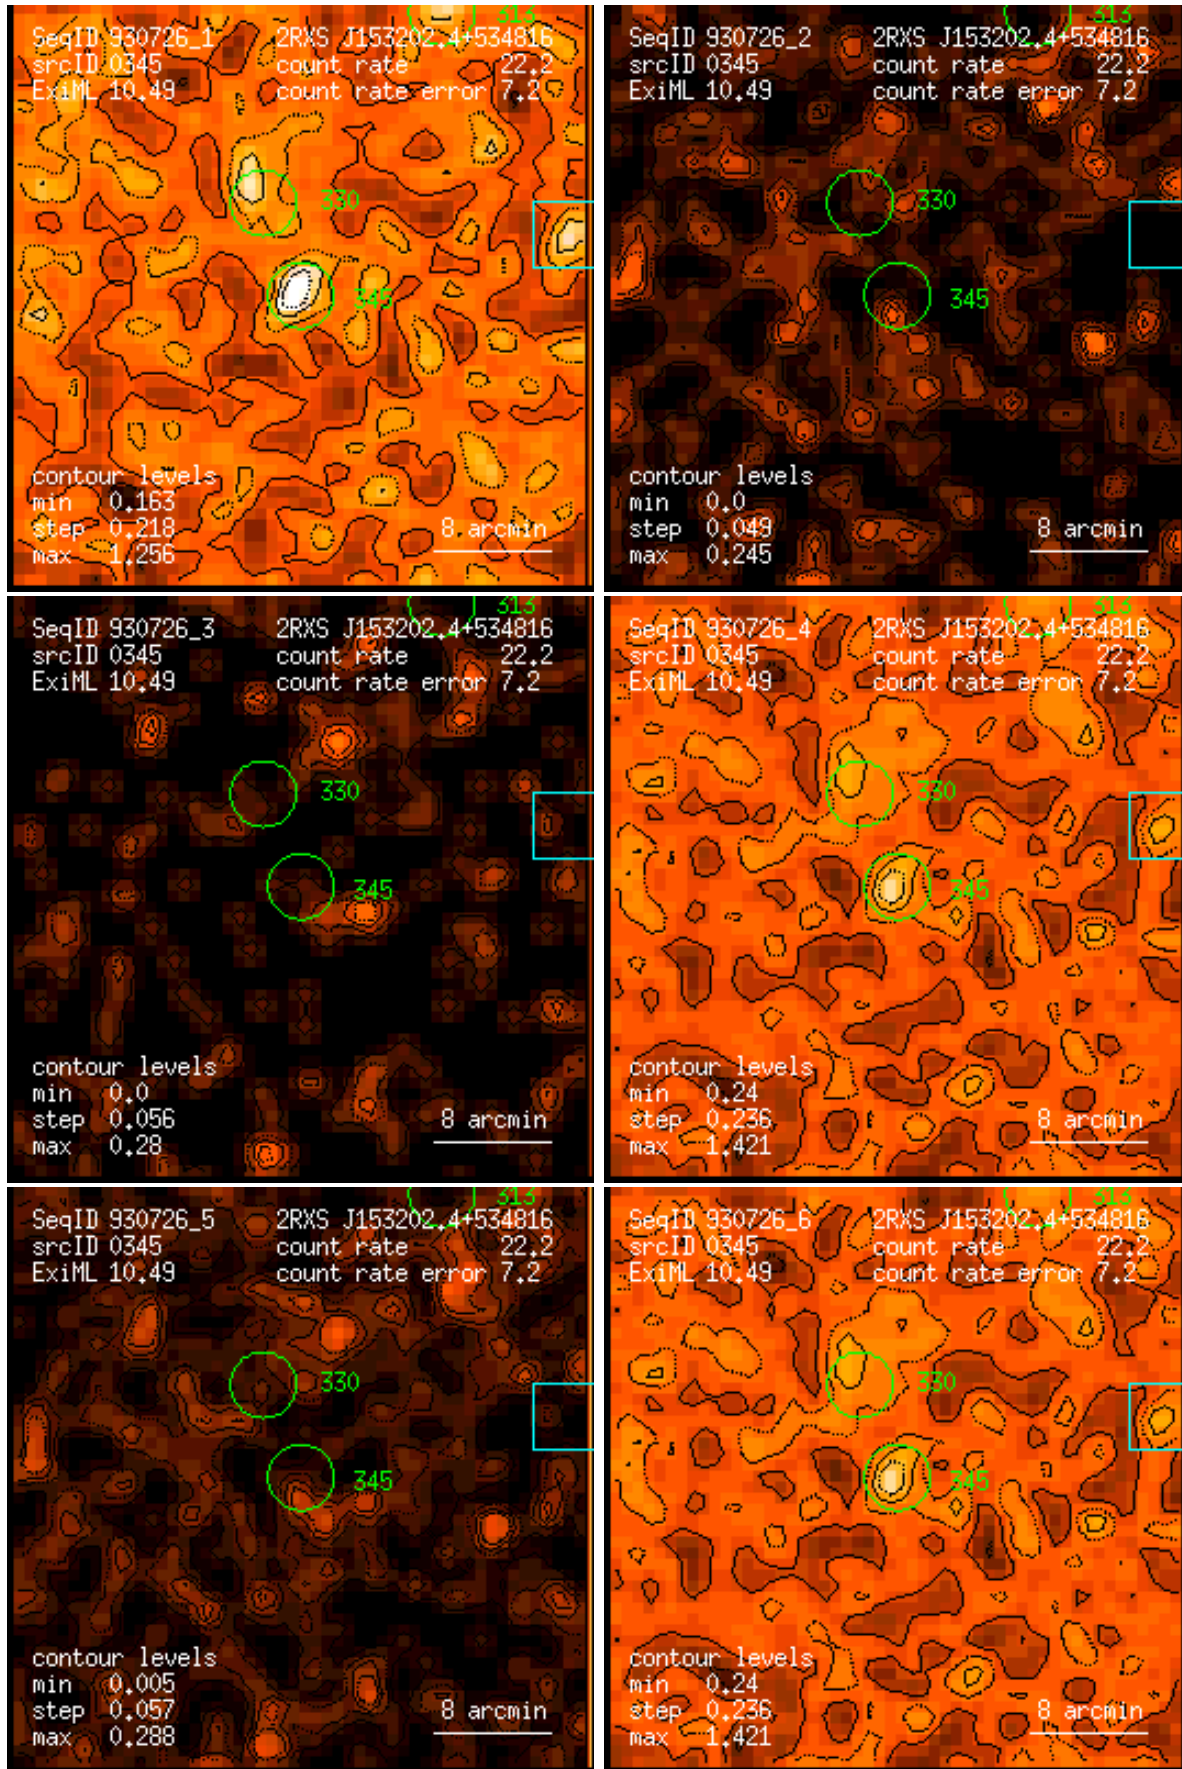 313
SeqID 930726_1 2RXS J153202.4+534816
srcID 0345 count rate 22.2
ExiML 10.49 count rate error 7.2
330
345
contour levels
min 0.163
step 0.218 8 arcmin
max 1.256
313
SeqID 930726_2 2RXS J153202.4+534816
srcID 0345 count rate 22.2
ExiML 10.49 count rate error 7.2
330
345
contour levels
min 0.0
step 0.049 8 arcmin
max 0.245
313
SeqID 930726_3 2RXS J153202.4+534816
srcID 0345 count rate 22.2
ExiML 10.49 count rate error 7.2
330
345
contour levels
min 0.0
step 0.056 8 arcmin
max 0.28
313
SeqID 930726_4 2RXS J153202.4+534816
srcID 0345 count rate 22.2
ExiML 10.49 count rate error 7.2
330
345
contour levels
min 0.24
step 0.236 8 arcmin
max 1.421
313
SeqID 930726_5 2RXS J153202.4+534816
srcID 0345 count rate 22.2
ExiML 10.49 count rate error 7.2
330
345
contour levels
min 0.005
step 0.057 8 arcmin
max 0.288
313
SeqID 930726_6 2RXS J153202.4+534816
srcID 0345 count rate 22.2
ExiML 10.49 count rate error 7.2
330
345
contour levels
min 0.24
step 0.236 8 arcmin
max 1.421